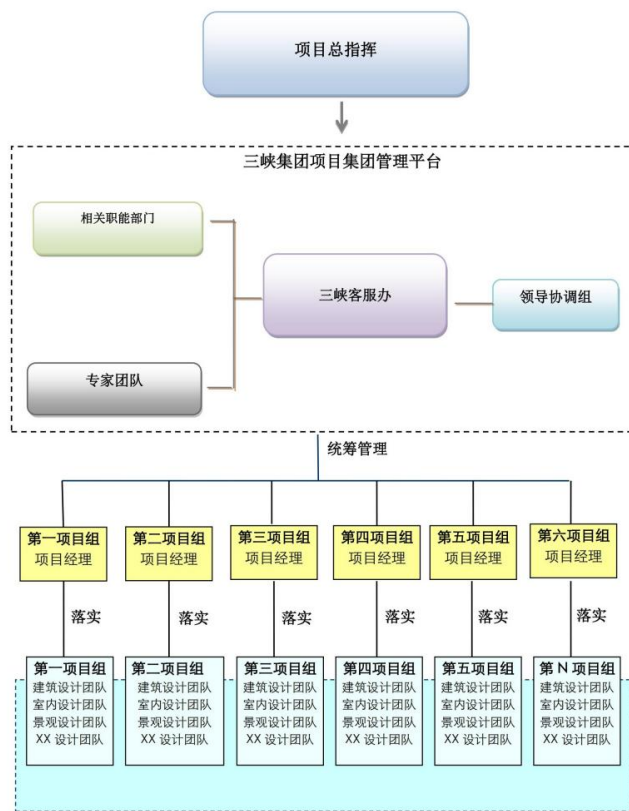 项目总指挥
三峡集团项目集团管理平台
相关职能部门
三峡客服办
领导协调组
专家团队
统筹管理
第一项目组
项目经理
第二项目组
项目经理
第三项目组
项目经理
第四项目组
项目经理
第五项目组
项目经理
第六项目组
项目经理
落实
落实
落实
落实
落实
落实
第一项目组
建筑设计团队
室内设计团队
景观设计团队
XX 设计团队
第二项目组
建筑设计团队
室内设计团队
景观设计团队
XX 设计团队
第三项目组
建筑设计团队
室内设计团队
景观设计团队
XX 设计团队
第四项目组
建筑设计团队
室内设计团队
景观设计团队
XX 设计团队
第五项目组
建筑设计团队
室内设计团队
景观设计团队
XX 设计团队
第 N 项目组
建筑设计团队
室内设计团队
景观设计团队
XX 设计团队